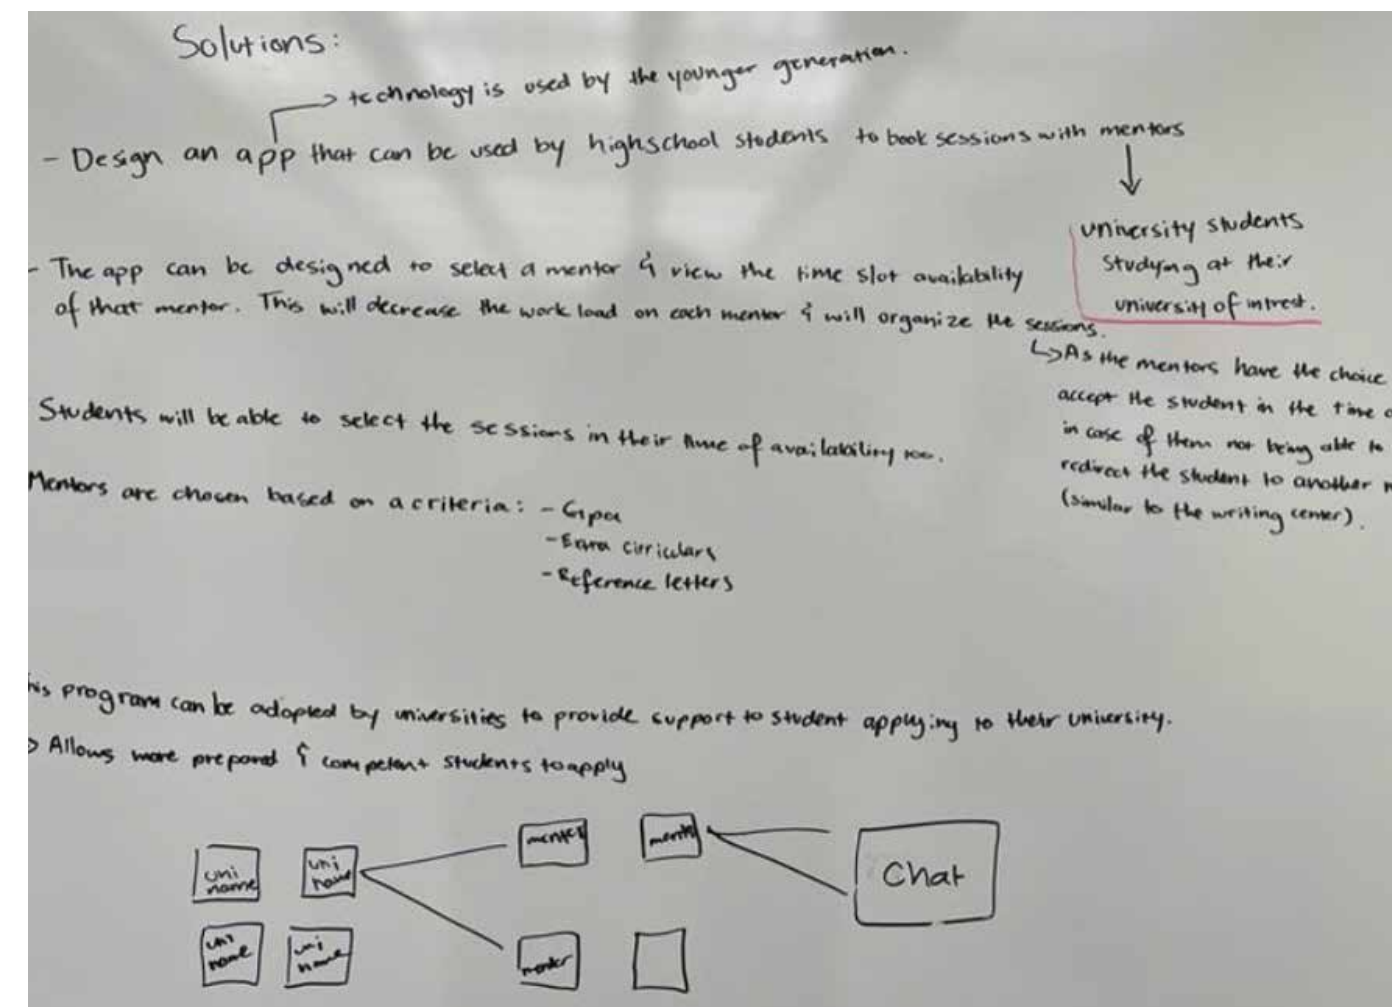 Solutions:
technology is used by the younger generation.
- Design an app that can be used by highschool students to book sessions with mentors
university students
studying at their
university of intrest.
- The app can be designed to select a mentor & view the time slot availability
of that mentor. This will decrease the work load on each mentor & will organize the sessions.
As the mentors have the choice
accept the student in the time
in case of them not being able to
redirect the student to another
(similar to the writing center).
Students will be able to select the sessions in their time of availability too.
Mentors are chosen based on a criteria: - Gpa
- Extra cirriculars
- Reference letters
his program can be adopted by universities to provide support to student applying to their university.
> Allows more prepared & competent students to apply
uni
name
uni
name
uni
name
uni
name
mentor
mentor
mentor
Chat